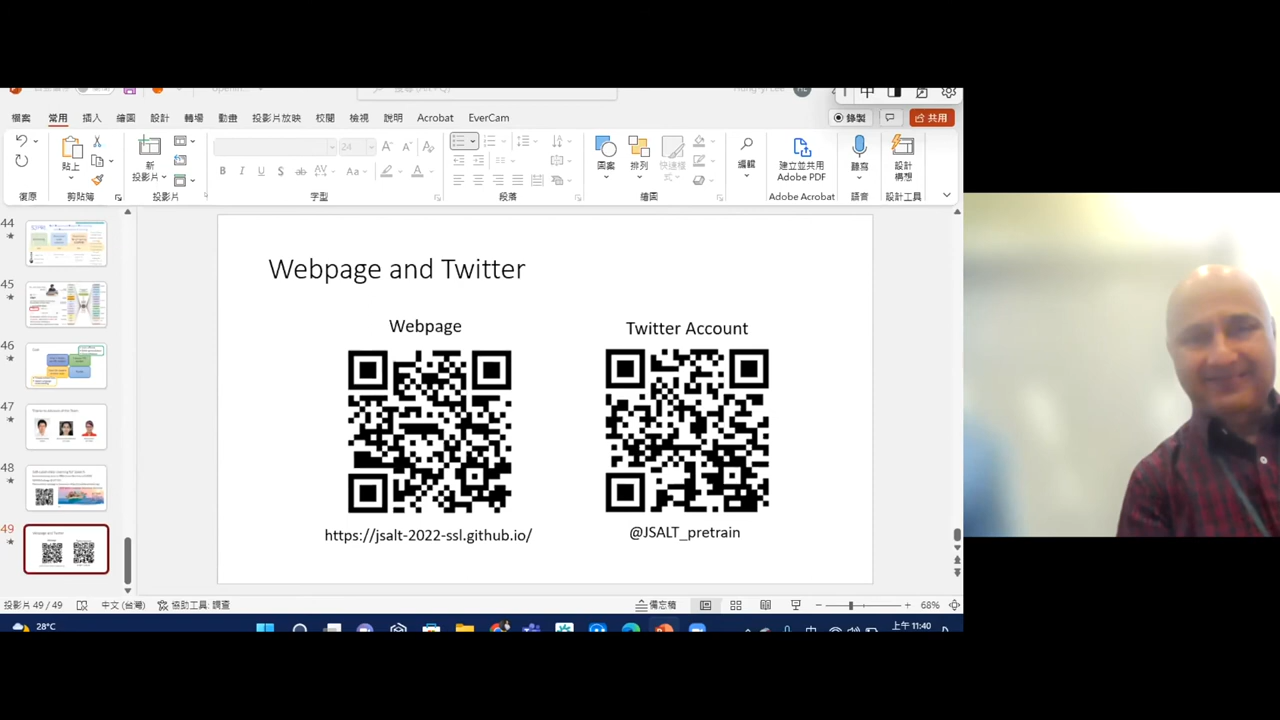 檔案 常用 插入 繪圖 設計 轉場 動畫 投影片放映 校閱 檢視 說明 Acrobat EverCam
錄製 共用
24
貼上 新投影片 圖案 排列 快速樣式 編輯 建立並共用 Adobe PDF 聽寫 設計構想
復原 剪貼簿 投影片 字型 段落 繪圖 Adobe Acrobat 語音 設計工具
44
45
46
47
48
49
Webpage and Twitter
Webpage
Twitter Account
https://jsalt-2022-ssl.github.io/
@JSALT_pretrain
投影片 49 / 49 中文 (台灣) 協助工具: 調查 備忘稿 68%
28°C 中 上午 11:40